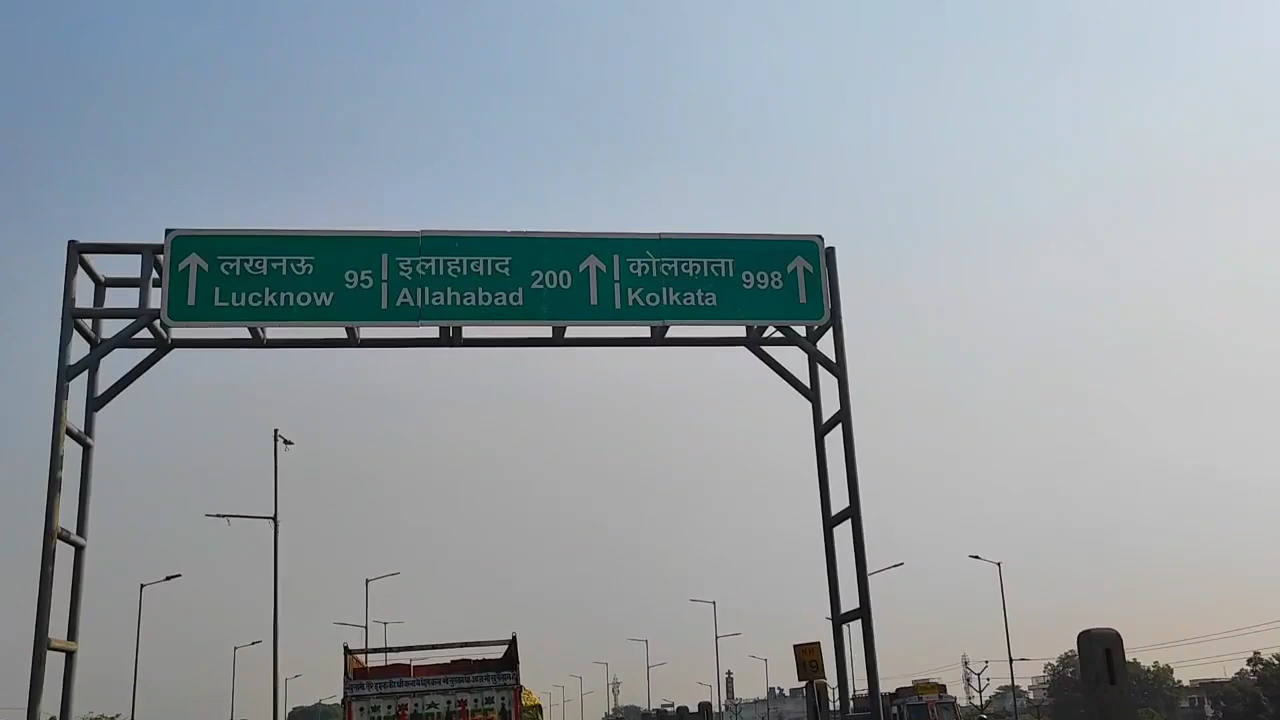 लखनऊ 95
Lucknow
इलाहाबाद 200
Allahabad
कोलकाता 998
Kolkata
NH
19